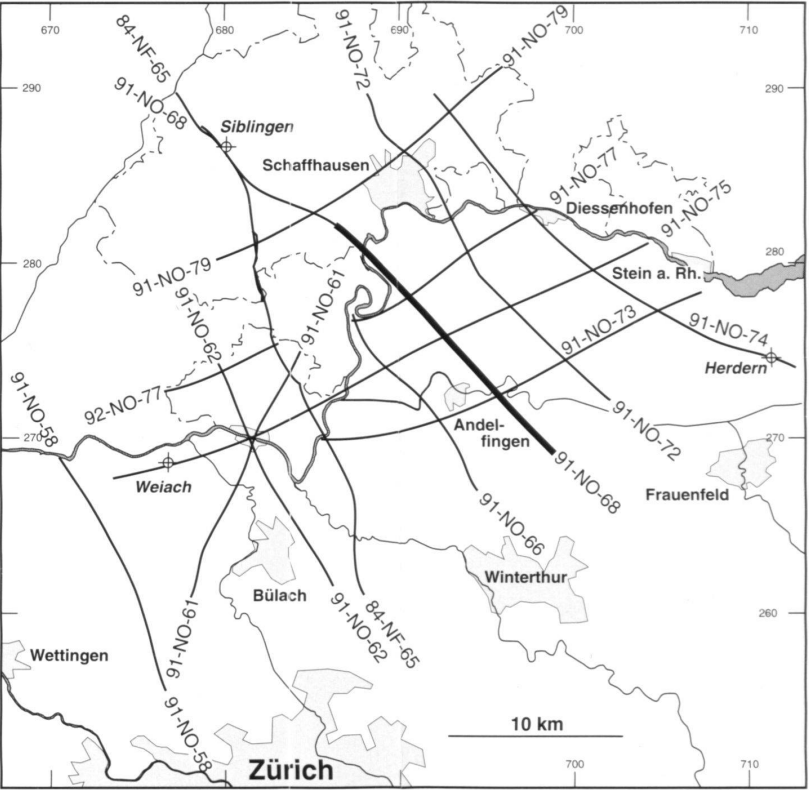 670
680
690
700
710
84-NF-65
91-NO-72
91-NO-79
290
290
91-NO-68
Siblingen
Schaffhausen
91-NO-77
91-NO-75
Diessenhofen
280
280
91-NO-79
91-NO-61
Stein a. Rh.
91-NO-62
91-NO-73
91-NO-74
Herdern
91-NO-58
92-NO-77
270
270
Andel-
fingen
91-NO-72
Weiach
91-NO-68
Frauenfeld
91-NO-66
Winterthur
Bülach
91-NO-61
91-NO-62
84-NF-65
260
Wettingen
91-NO-58
10 km
Zürich
700
710